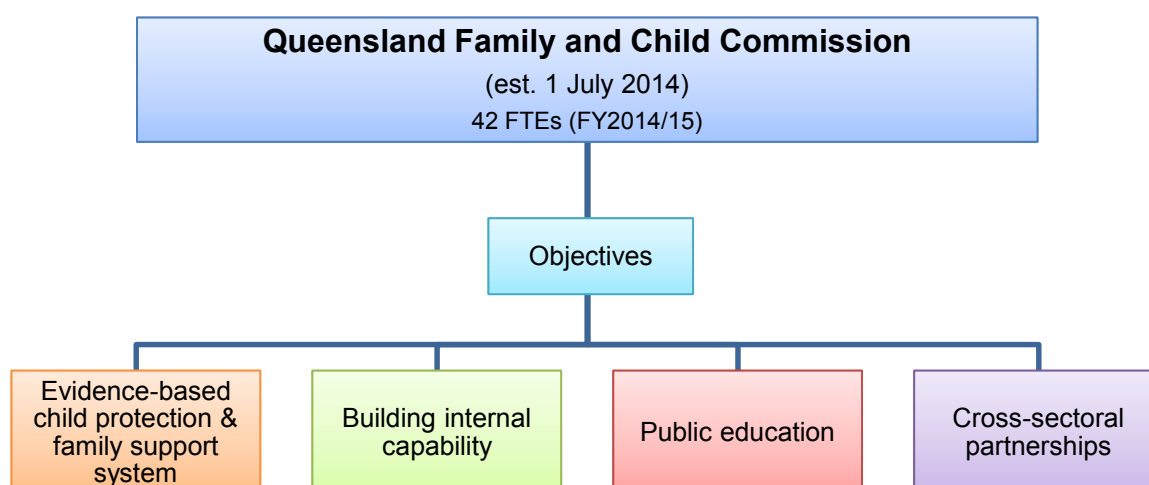 Queensland Family and Child Commission
(est. 1 July 2014)
42 FTEs (FY2014/15)
Objectives
Evidence-based
child protection &
family support
system
Building internal
capability
Public education
Cross-sectoral
partnerships